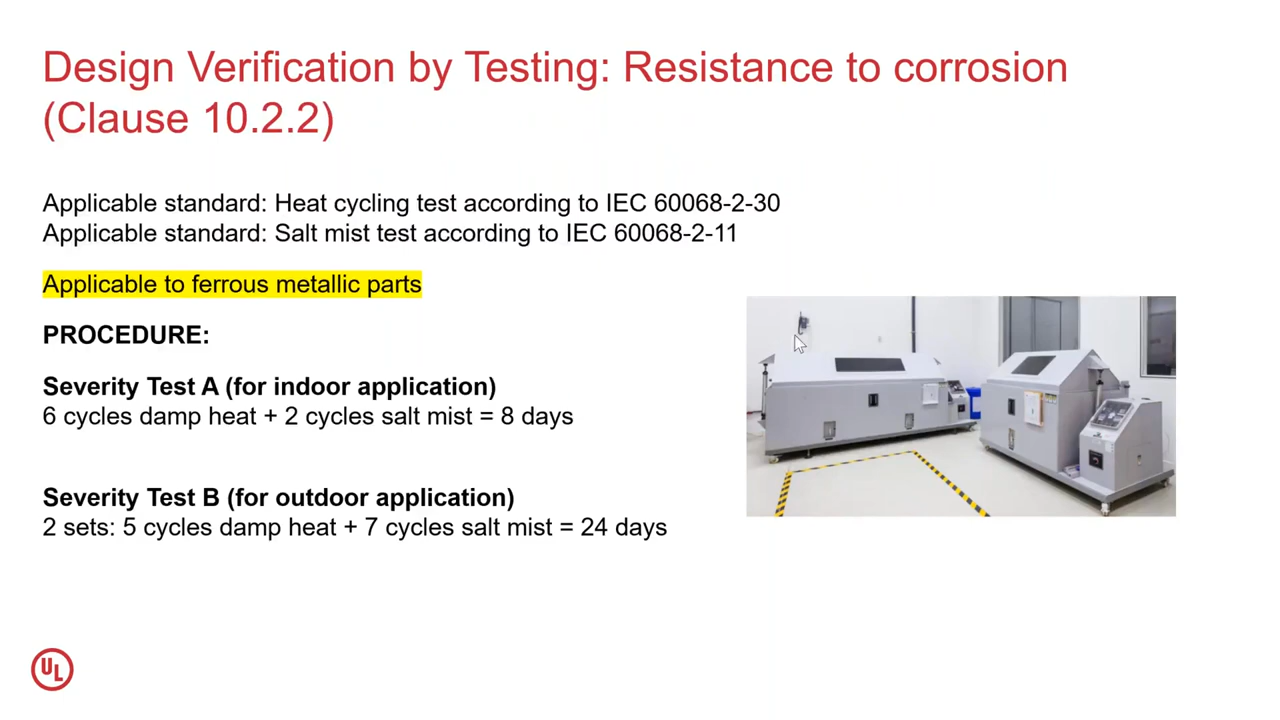 Design Verification by Testing: Resistance to corrosion
(Clause 10.2.2)
Applicable standard: Heat cycling test according to IEC 60068-2-30
Applicable standard: Salt mist test according to IEC 60068-2-11
Applicable to ferrous metallic parts
PROCEDURE:
Severity Test A (for indoor application)
6 cycles damp heat + 2 cycles salt mist = 8 days
Severity Test B (for outdoor application)
2 sets: 5 cycles damp heat + 7 cycles salt mist = 24 days
UL